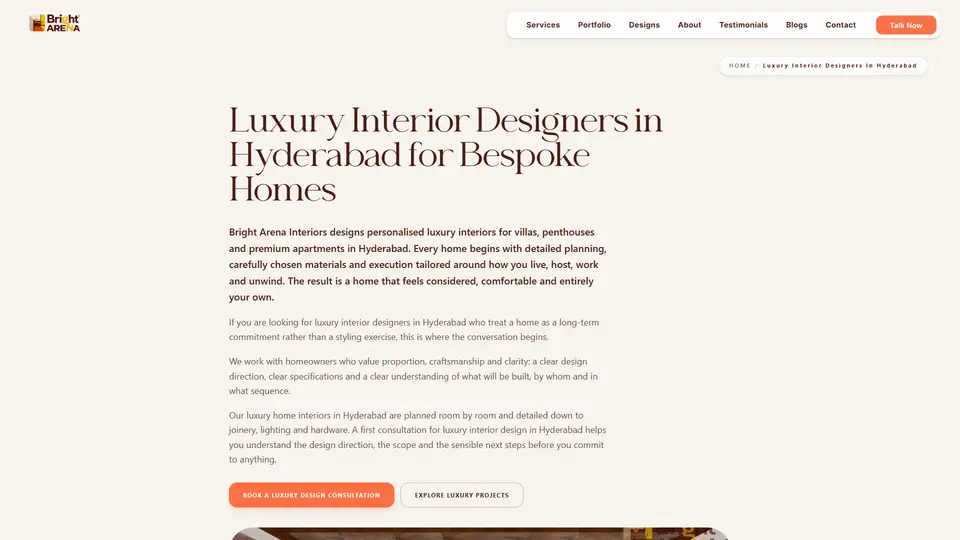 Bright
ARENA
Services
Portfolio
Designs
About
Testimonials
Blogs
Contact
Talk Now
HOME / Luxury Interior Designers In Hyderabad
Luxury Interior Designers in
Hyderabad for Bespoke
Homes
Bright Arena Interiors designs personalised luxury interiors for villas, penthouses
and premium apartments in Hyderabad. Every home begins with detailed planning,
carefully chosen materials and execution tailored around how you live, host, work
and unwind. The result is a home that feels considered, comfortable and entirely
your own.
If you are looking for luxury interior designers in Hyderabad who treat a home as a long-term
commitment rather than a styling exercise, this is where the conversation begins.
We work with homeowners who value proportion, craftsmanship and clarity: a clear design
direction, clear specifications and a clear understanding of what will be built, by whom and in
what sequence.
Our luxury home interiors in Hyderabad are planned room by room and detailed down to
joinery, lighting and hardware. A first consultation for luxury interior design in Hyderabad helps
you understand the design direction, the scope and the sensible next steps before you commit
to anything.
BOOK A LUXURY DESIGN CONSULTATION
EXPLORE LUXURY PROJECTS